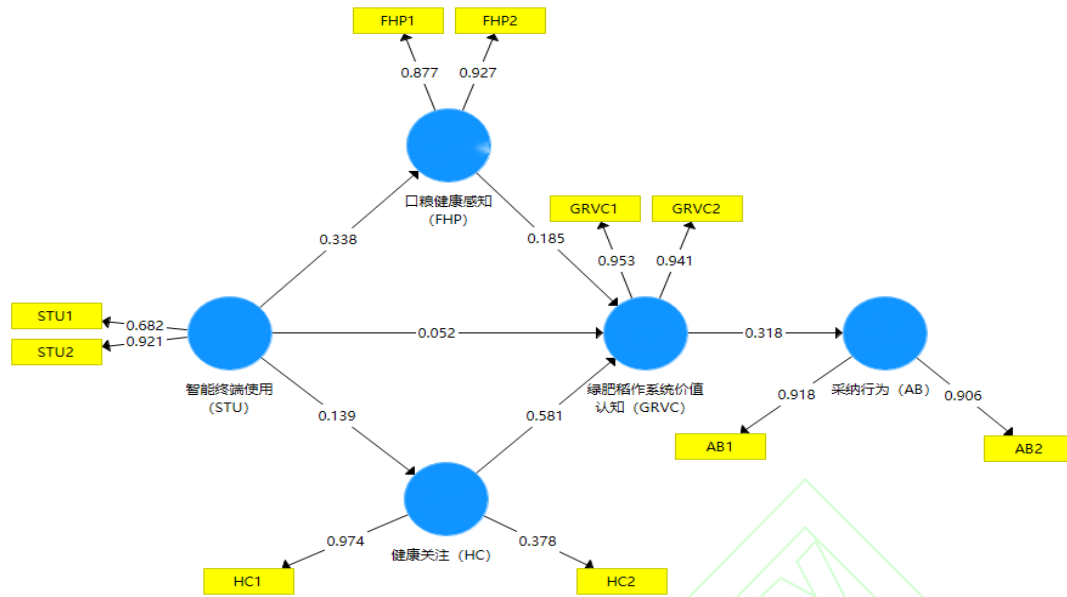 FHP1
FHP2
0.877
0.927
口粮健康感知
（FHP）
GRVC1
GRVC2
0.338
0.185
0.953
0.941
STU1
0.682
STU2
0.921
0.052
0.318
智能终端使用
（STU）
绿肥稻作系统价值
认知（GRVC）
采纳行为（AB）
0.139
0.581
0.918
0.906
AB1
AB2
0.974
健康关注（HC）
0.378
HC1
HC2